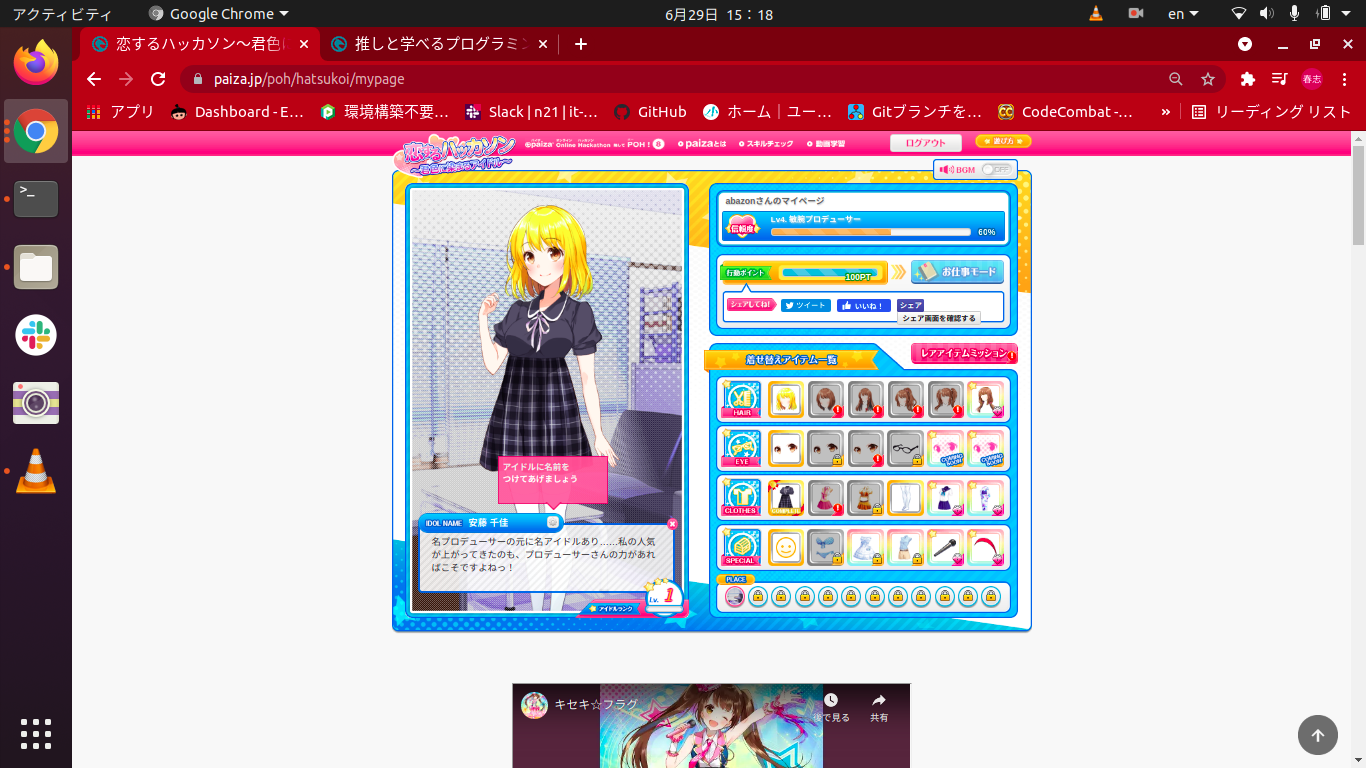 アクティビティ
Google Chrome
6月29日 15：18
en
恋するハッカソン～君色に
推しと学べるプログラミン
paiza.jp/poh/hatsukoi/mypage
春志
アプリ
Dashboard - E…
環境構築不要…
Slack | n21 | it-…
GitHub
ホーム | ユー…
Gitブランチを…
CodeCombat -…
»
リーディング リスト
恋するハッカソン
～君色に染まるアイドル～
paiza
Online Hackathon
POH!
paizaとは
スキルチェック
動画学習
ログアウト
遊び方
BGM
OFF
abazonさんのマイページ
信頼度
Lv4. 敏腕プロデューサー
60%
行動ポイント
100PT
お仕事モード
シェアしてね!
ツイート
いいね！
シェア
シェア画面を確認する
着せ替えアイテム一覧
レアアイテムミッション
HAIR
EYE
COMING SOON!
COMING SOON!
CLOTHES
COMPLETE
SPECIAL
PLACE
アイドルに名前を
つけてあげましょう
IDOL NAME
安藤 千佳
名プロデューサーの元に名アイドルあり……私の人気
が上がってきたのも、プロデューサーさんの力があれ
ばこそですよねっ！
Lv.
1
アイドルランク
キセキ☆フラグ
後で見る
共有